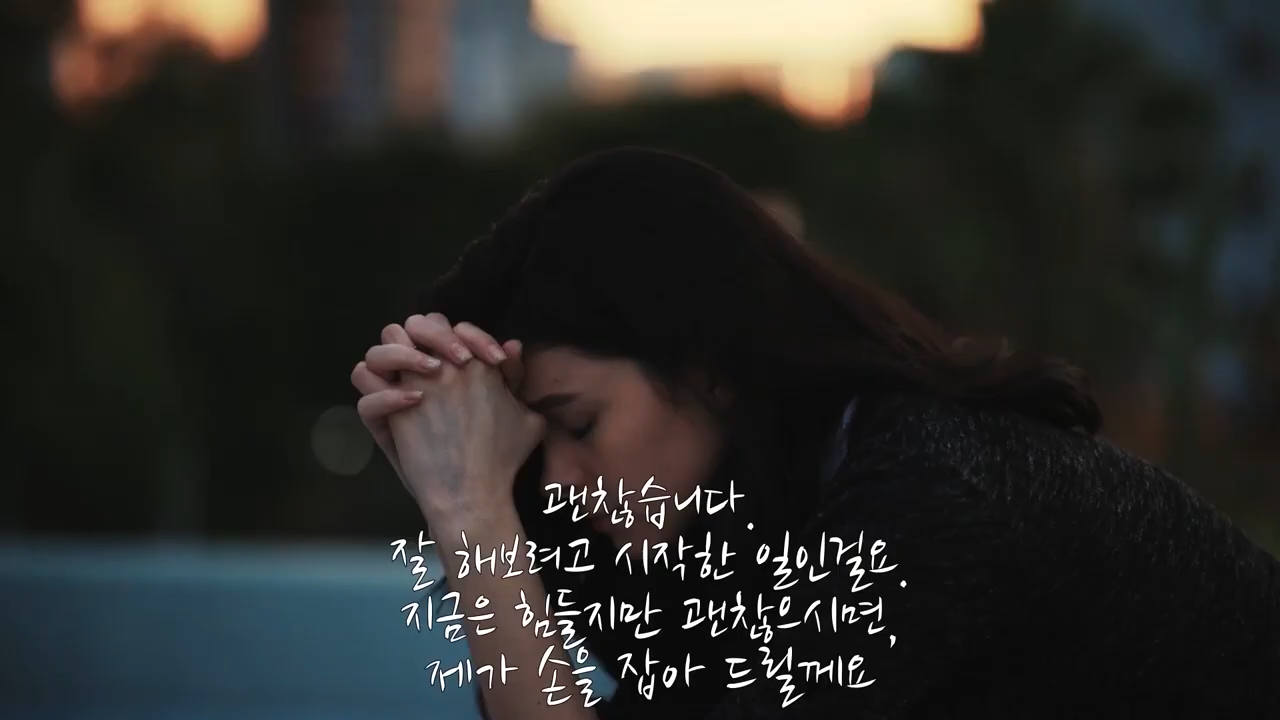 괜찮습니다.
잘 해보려고 시작한 일인걸요.
지금은 힘들지만 괜찮으시면,
제가 손을 잡아 드릴께요